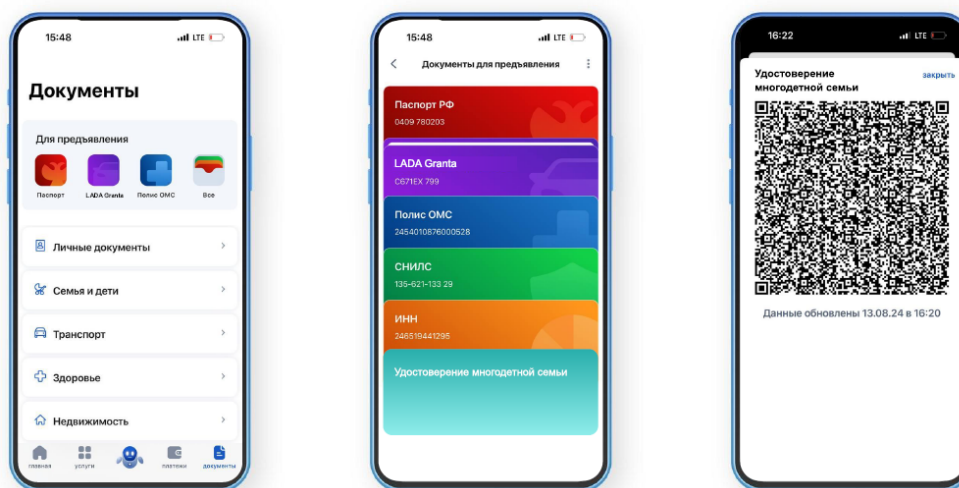 15:48
LTE
Документы
Для предъявления
Паспорт
LADA Granta
Полис ОМС
Все
Личные документы
Семья и дети
Транспорт
Здоровье
Недвижимость
главная
услуги
платежи
документы
15:48
LTE
Документы для предъявления
Паспорт РФ
0409 780203
LADA Granta
C671EX 799
Полис ОМС
2454010876000528
СНИЛС
135-621-133 29
ИНН
246519441295
Удостоверение многодетной семьи
16:22
LTE
Удостоверение
многодетной семьи
закрыть
Данные обновлены 13.08.24 в 16:20